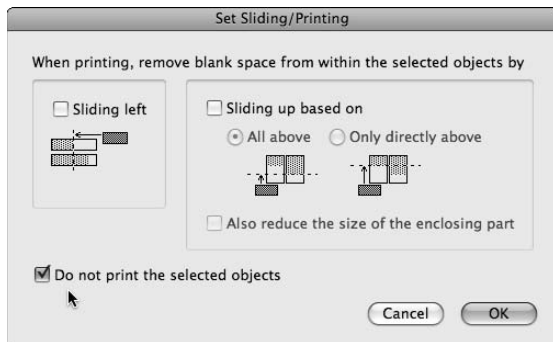 Set Sliding/Printing
When printing, remove blank space from within the selected objects by
Sliding left
Sliding up based on
All above
Only directly above
Also reduce the size of the enclosing part
Do not print the selected objects
Cancel
OK